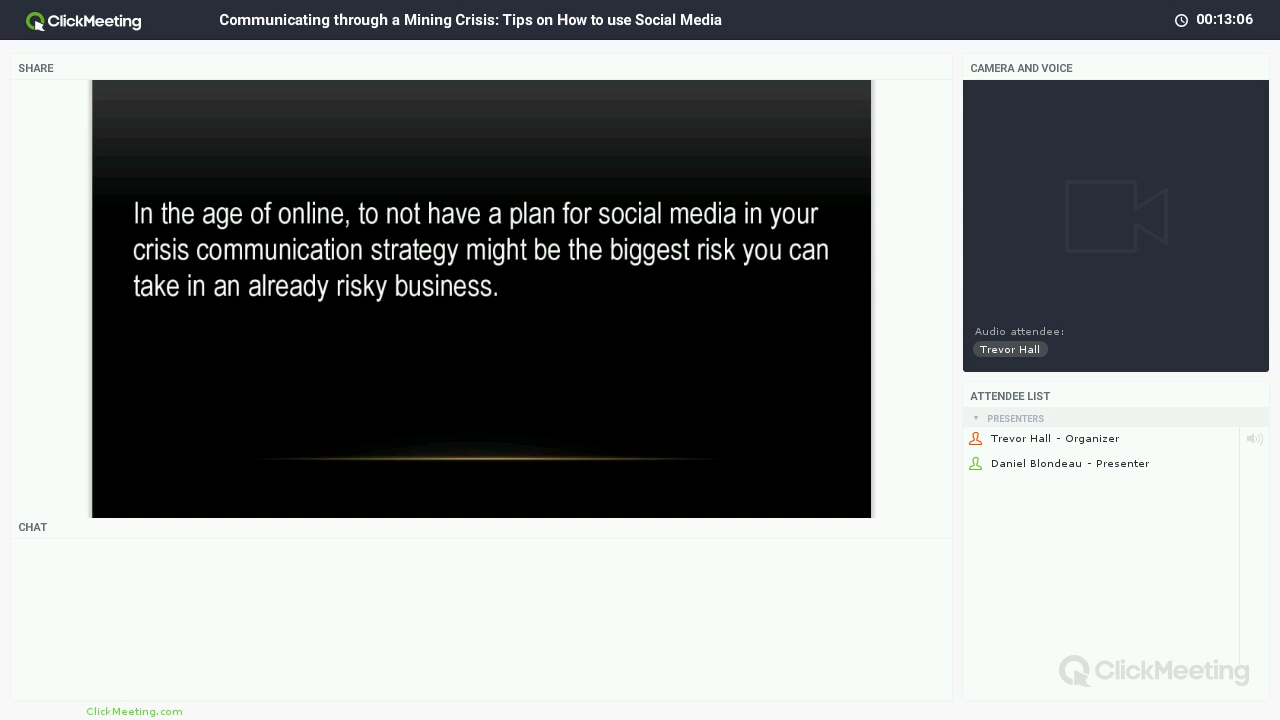 ClickMeeting
Communicating through a Mining Crisis: Tips on How to use Social Media
00:13:06
SHARE
In the age of online, to not have a plan for social media in your
crisis communication strategy might be the biggest risk you can
take in an already risky business.
CHAT
CAMERA AND VOICE
Audio attendee:
Trevor Hall
ATTENDEE LIST
PRESENTERS
Trevor Hall - Organizer
Daniel Blondeau - Presenter
ClickMeeting
ClickMeeting.com